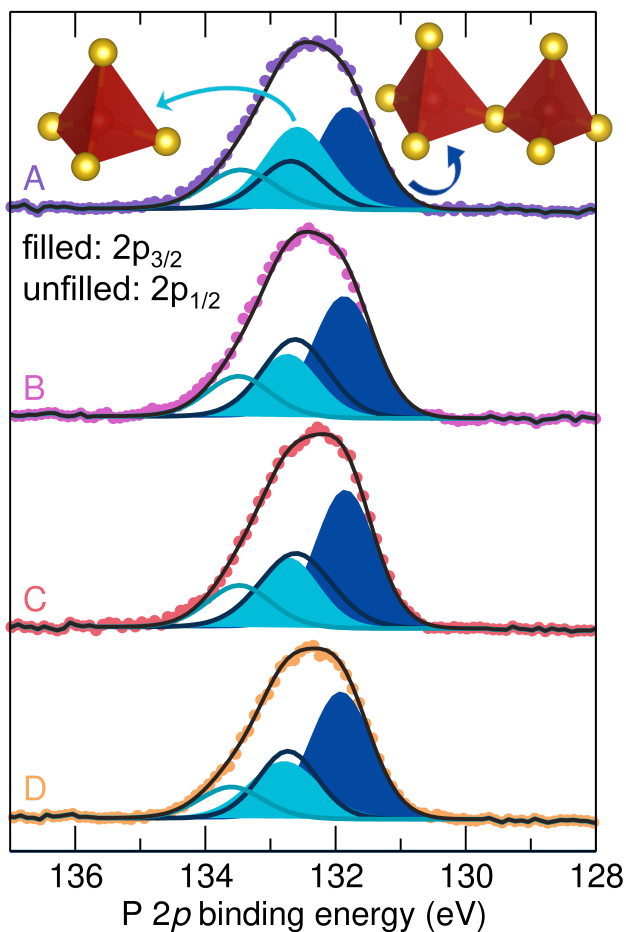 A
filled: 2p3/2
unfilled: 2p1/2
B
C
D
136 134 132 130 128
P 2p binding energy (eV)